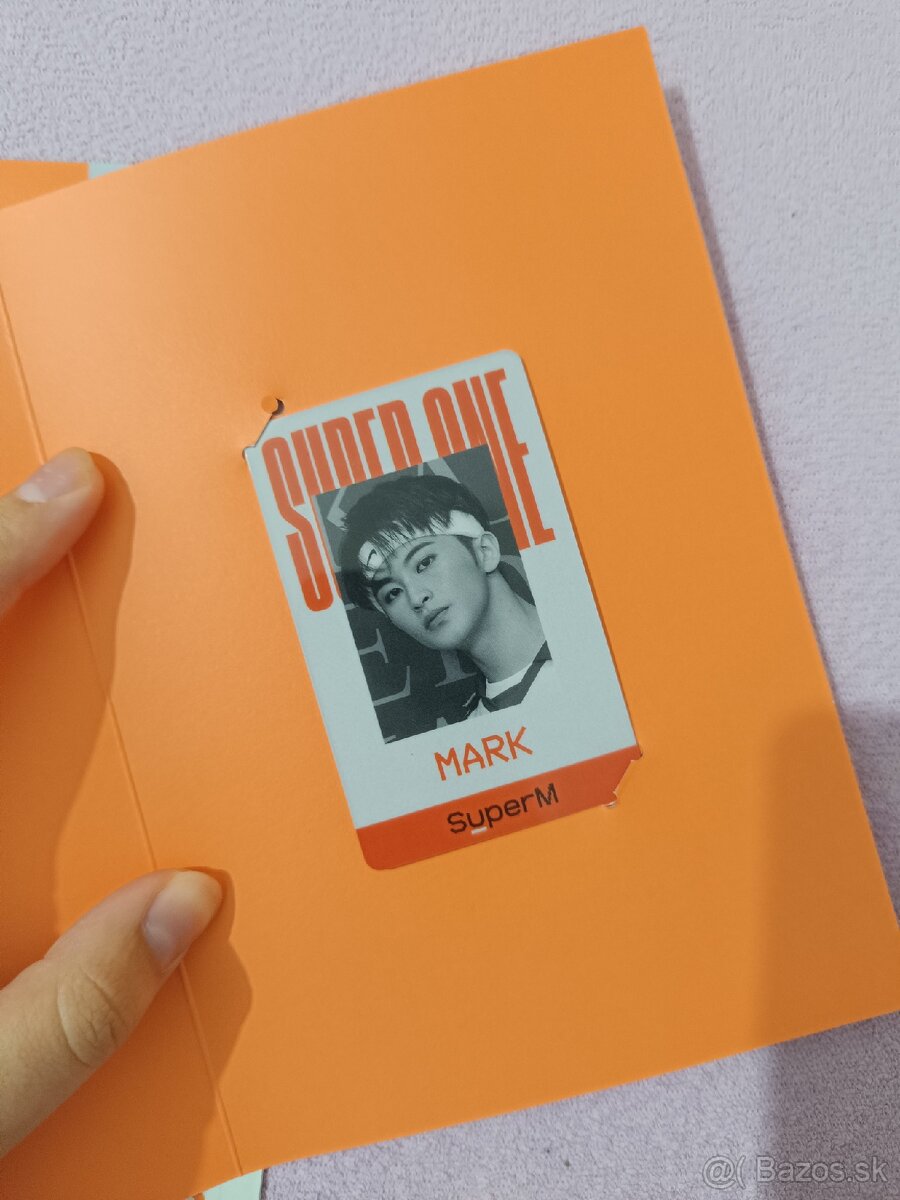 SUPER ONE
MARK
SuperM
@( Bazos.sk